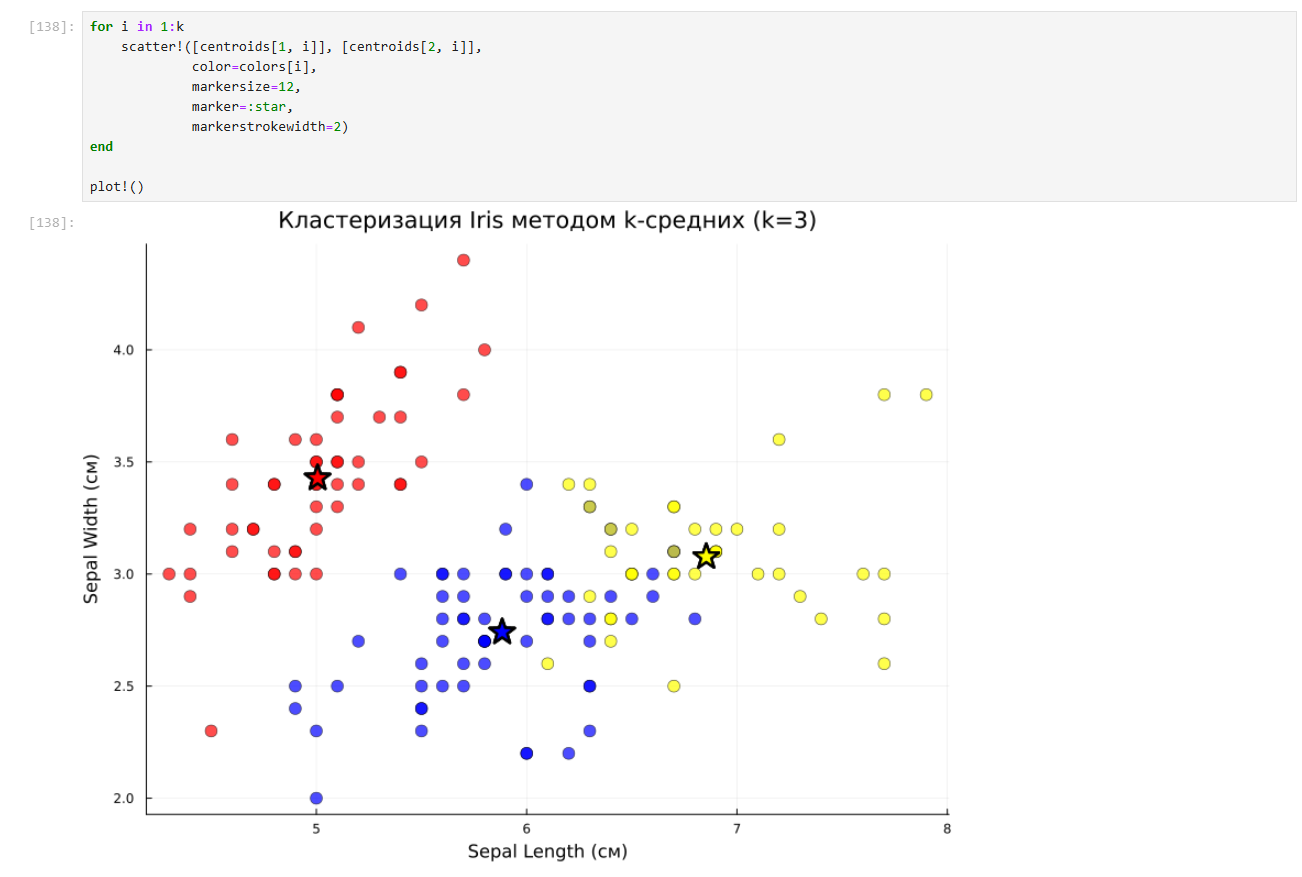 [138]: for i in 1:k
scatter!([centroids[1, i]], [centroids[2, i]],
color=colors[i],
markersize=12,
marker=:star,
markerstrokewidth=2)
end
plot!()
[138]:
Кластеризация Iris методом k-средних (k=3)
4.0
3.5
3.0
2.5
2.0
Sepal Width (см)
5 6 7 8
Sepal Length (см)